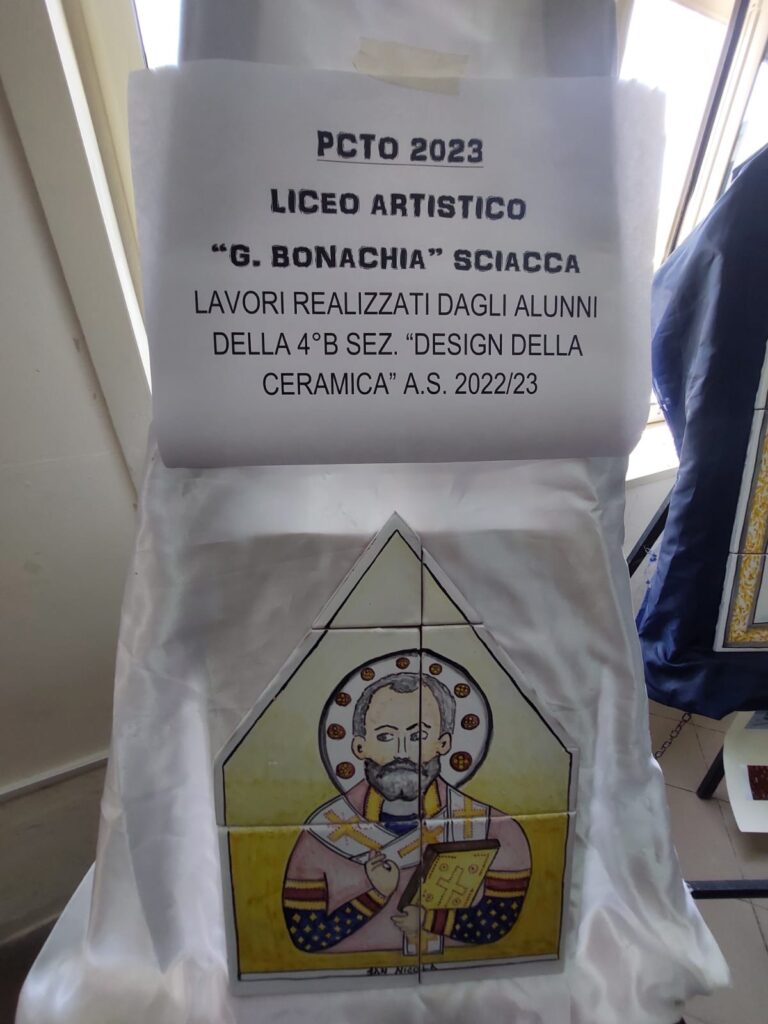 PCTO 2023
LICEO ARTISTICO
“G. BONACHIA” SCIACCA
LAVORI REALIZZATI DAGLI ALUNNI
DELLA 4°B SEZ. “DESIGN DELLA
CERAMICA” A.S. 2022/23
SAN NICOLA